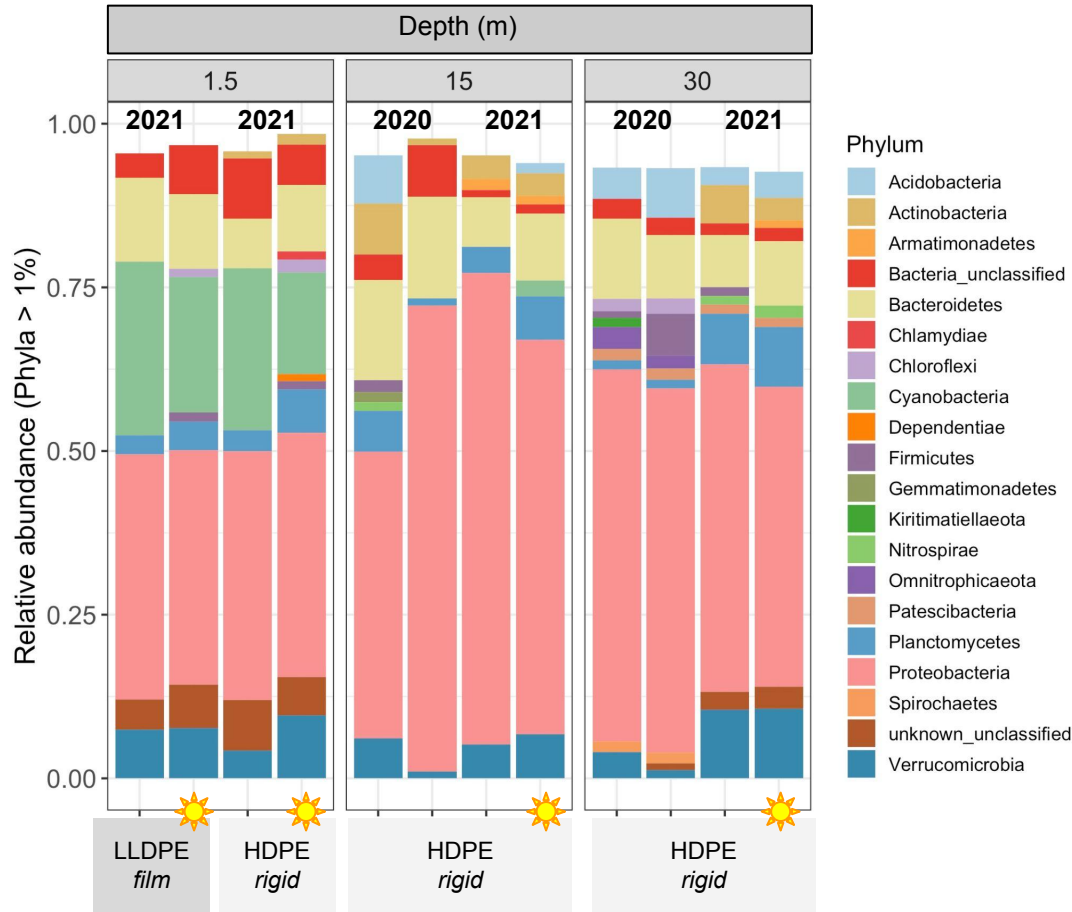 Depth (m)
1.5
15
30
2021
2021
2020
2021
2020
2021
Relative abundance (Phyla > 1%)
1.00
0.75
0.50
0.25
0.00
LLDPE
film
HDPE
rigid
HDPE
rigid
HDPE
rigid
Phylum
Acidobacteria
Actinobacteria
Armatimonadetes
Bacteria_unclassified
Bacteroidetes
Chlamydiae
Chloroflexi
Cyanobacteria
Dependentiae
Firmicutes
Gemmatimonadetes
Kiritimatiellaeota
Nitrospirae
Omnitrophicaeota
Patescibacteria
Planctomycetes
Proteobacteria
Spirochaetes
unknown_unclassified
Verrucomicrobia